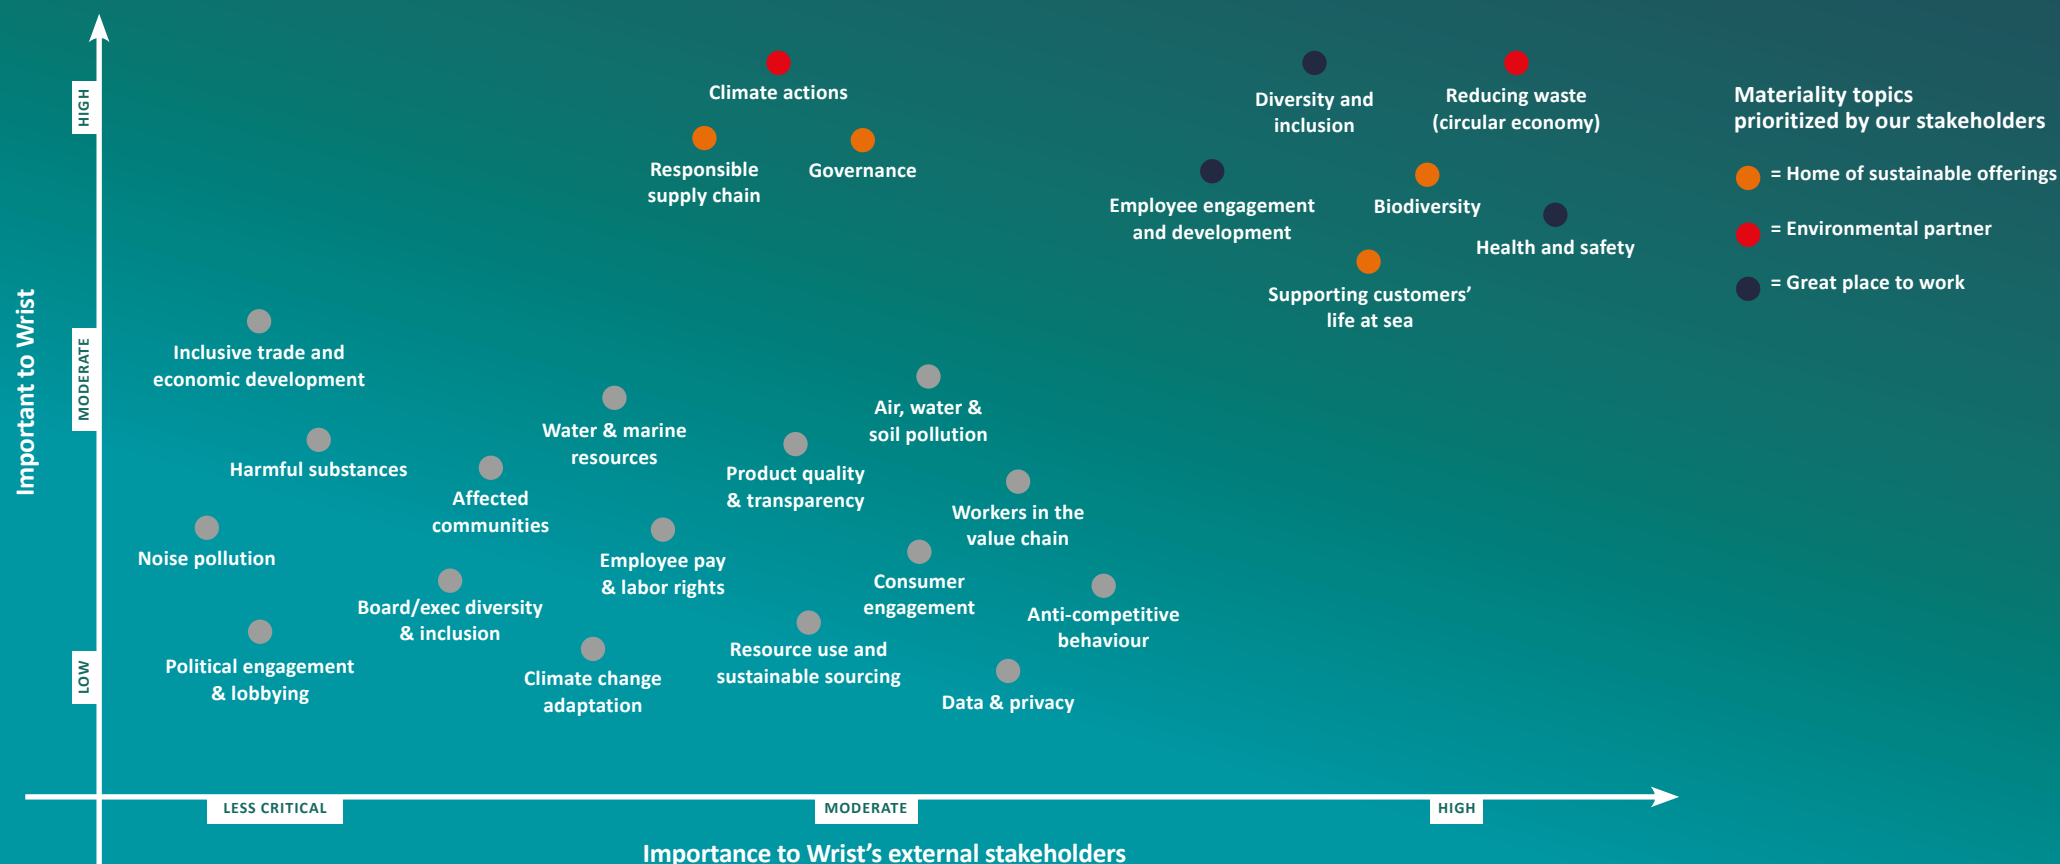 Important to Wrist
HIGH
MODERATE
LOW
Climate actions
Responsible
supply chain
Governance
Diversity and
inclusion
Reducing waste
(circular economy)
Employee engagement
and development
Biodiversity
Health and safety
Supporting customers’
life at sea
Inclusive trade and
economic development
Harmful substances
Affected
communities
Water & marine
resources
Product quality
& transparency
Air, water &
soil pollution
Workers in the
value chain
Noise pollution
Board/exec diversity
& inclusion
Employee pay
& labor rights
Consumer
engagement
Anti-competitive
behaviour
Political engagement
& lobbying
Climate change
adaptation
Resource use and
sustainable sourcing
Data & privacy
LESS CRITICAL
MODERATE
HIGH
Importance to Wrist’s external stakeholders
Materiality topics
prioritized by our stakeholders
= Home of sustainable offerings
= Environmental partner
= Great place to work